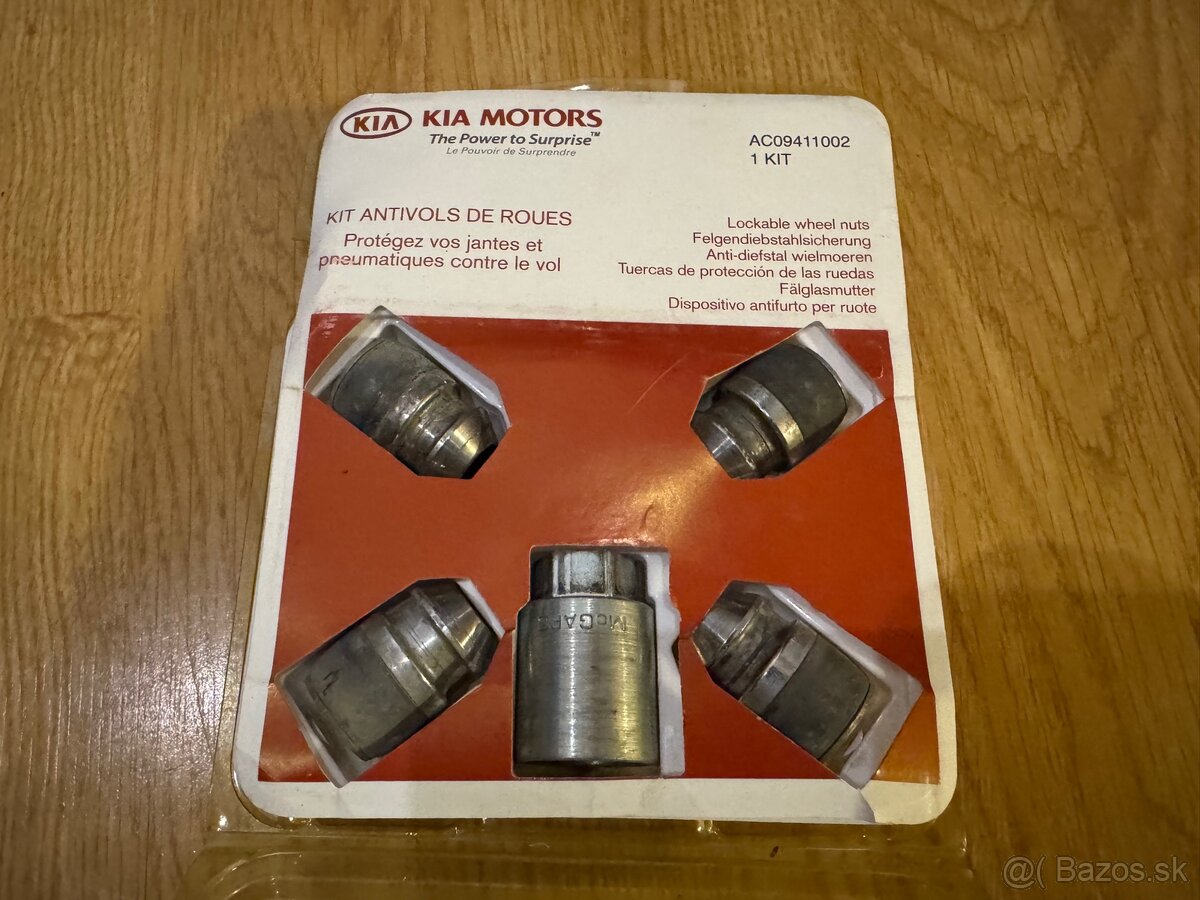 KIA
KIA MOTORS
The Power to Surprise™
Le Pouvoir de Surprendre
AC09411002
1 KIT
KIT ANTIVOLS DE ROUES
Protégez vos jantes et
pneumatiques contre le vol
Lockable wheel nuts
Felgendiebstahlsicherung
Anti-diefstal wielmoeren
Tuercas de protección de las ruedas
Fälglasmutter
Dispositivo antifurto per ruote
McGARD
@( Bazos.sk